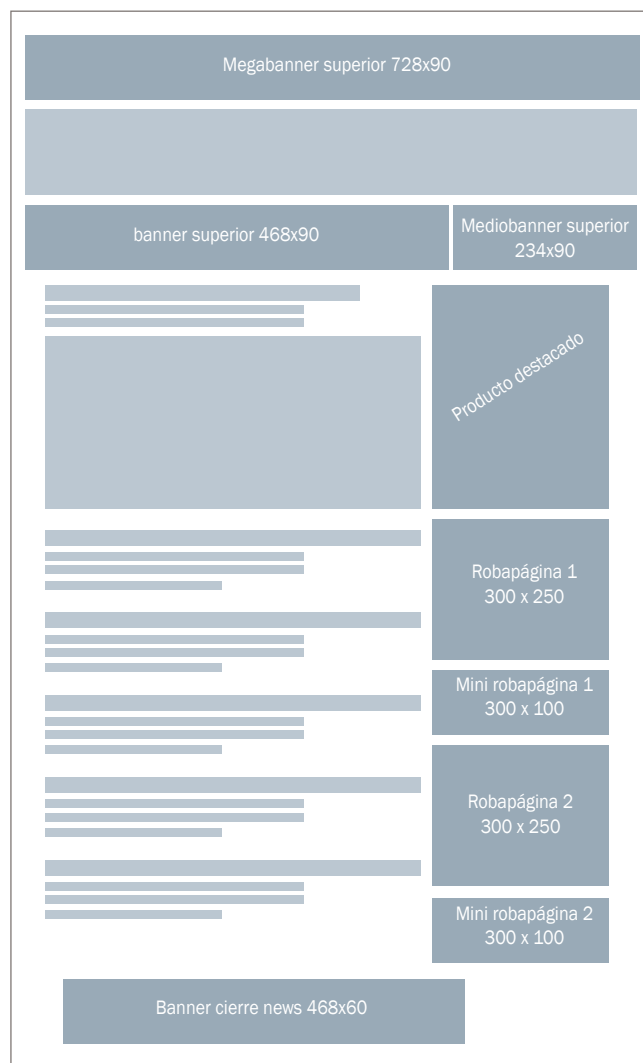 Megabanner superior 728x90
banner superior 468x90
Mediobanner superior
234x90
Producto destacado
Robapágina 1
300 x 250
Mini robapágina 1
300 x 100
Robapágina 2
300 x 250
Mini robapágina 2
300 x 100
Banner cierre news 468x60